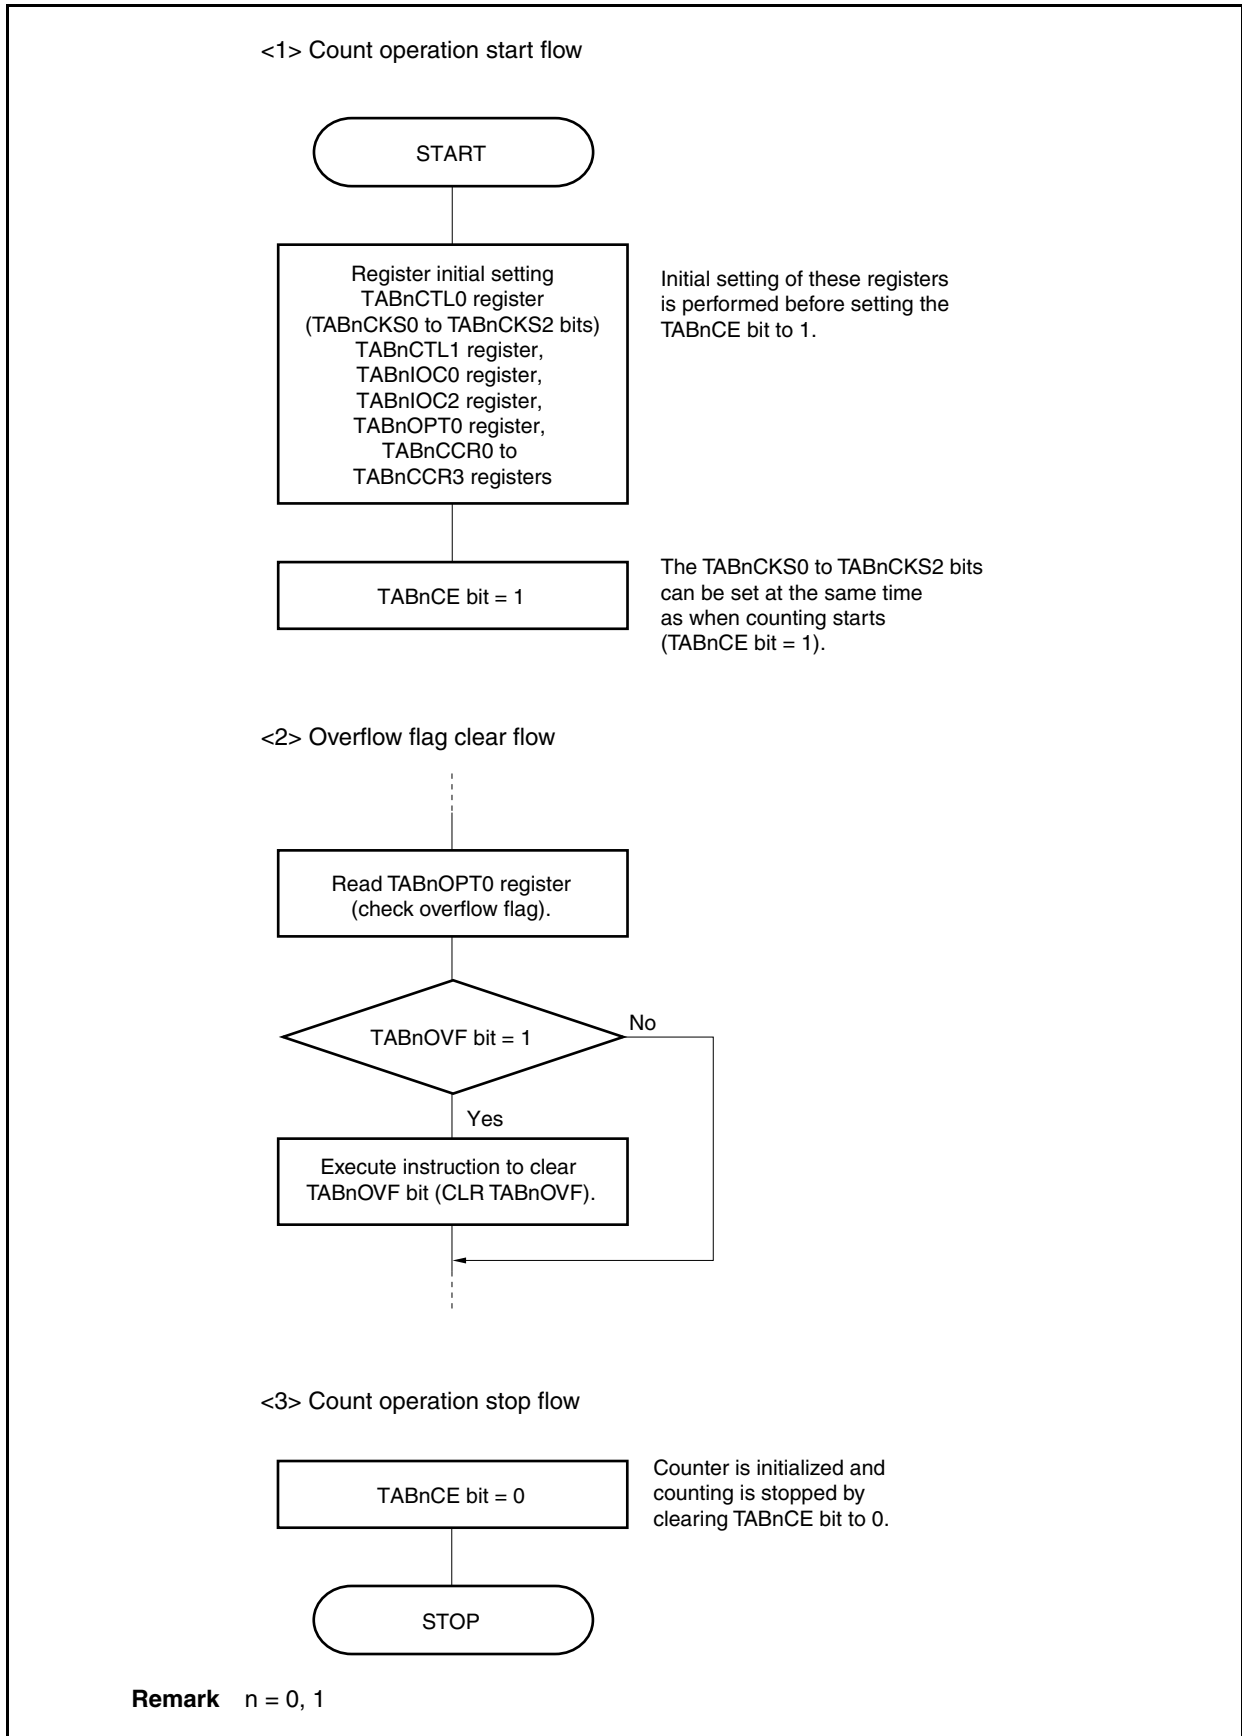 <1> Count operation start flow
START
Register initial setting
TABnCTL0 register
(TABnCKS0 to TABnCKS2 bits)
TABnCTL1 register,
TABnIOC0 register,
TABnIOC2 register,
TABnOPT0 register,
TABnCCR0 to
TABnCCR3 registers
Initial setting of these registers
is performed before setting the
TABnCE bit to 1.
TABnCE bit = 1
The TABnCKS0 to TABnCKS2 bits
can be set at the same time
as when counting starts
(TABnCE bit = 1).
<2> Overflow flag clear flow
Read TABnOPT0 register
(check overflow flag).
TABnOVF bit = 1
No
Yes
Execute instruction to clear
TABnOVF bit (CLR TABnOVF).
<3> Count operation stop flow
TABnCE bit = 0
Counter is initialized and
counting is stopped by
clearing TABnCE bit to 0.
STOP
Remark n = 0, 1